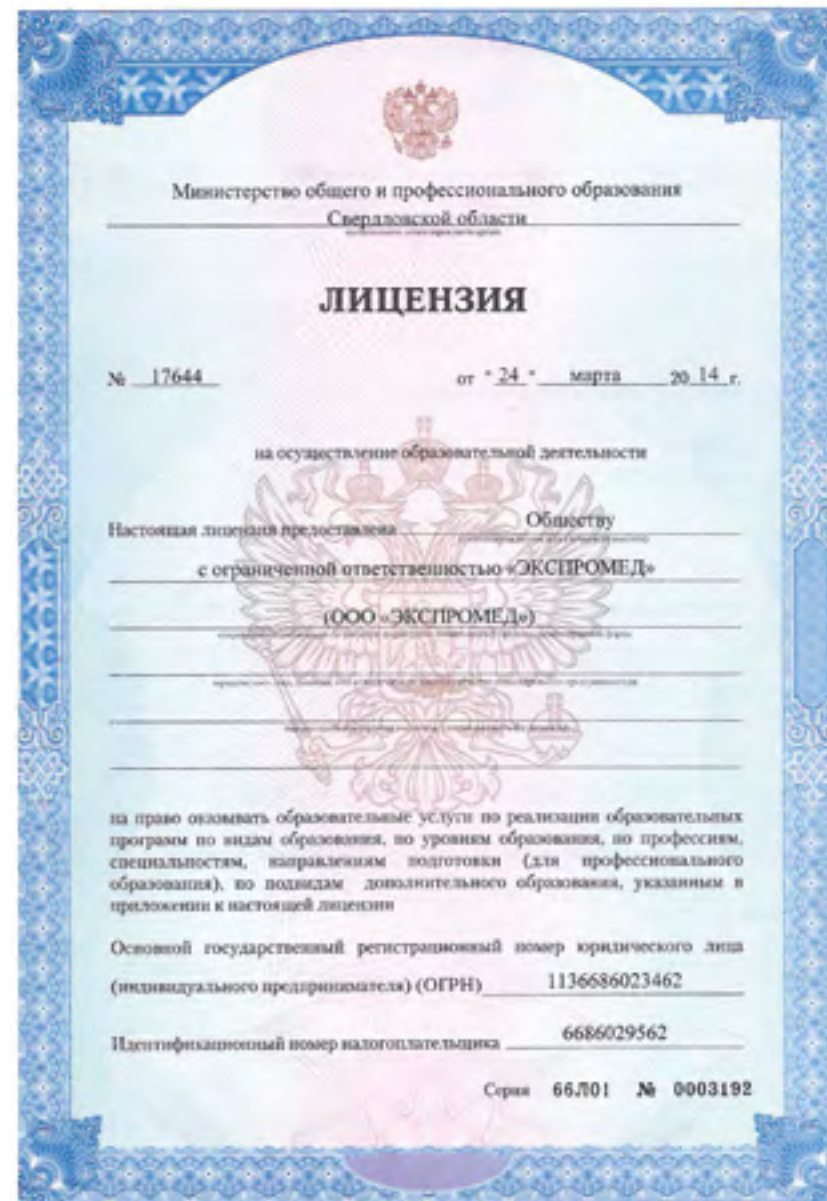 Министерство общего и профессионального образования
Свердловской области
ЛИЦЕНЗИЯ
№ 17644 от "24" марта 2014 г.
на осуществление образовательной деятельности
Настоящая лицензия предоставлена Обществу
с ограниченной ответственностью «ЭКСПРОМЕД»
(ООО «ЭКСПРОМЕД»)
на право оказывать образовательные услуги по реализации образовательных
программ по видам образования, по уровням образования, по профессиям,
специальностям, направлениям подготовки (для профессионального
образования), по подвидам дополнительного образования, указанным в
приложении к настоящей лицензии
Основной государственный регистрационный номер юридического лица
(индивидуального предпринимателя) (ОГРН) 1136686023462
Идентификационный номер налогоплательщика 6686029562
Серия 66Л01 № 0003192